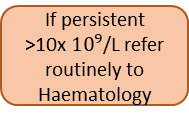 If persistent
>10x 10⁹/L refer
routinely to
Haematology